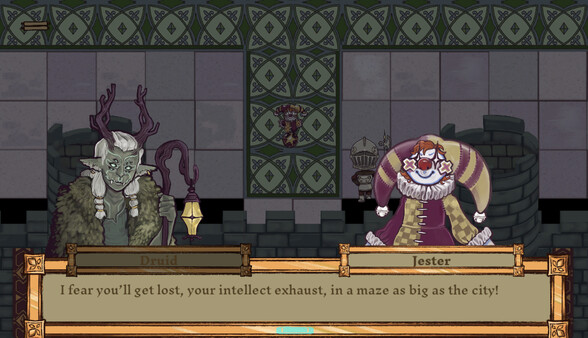 Druid
Jester
I fear you'll get lost, your intellect exhaust, in a maze as big as the city!